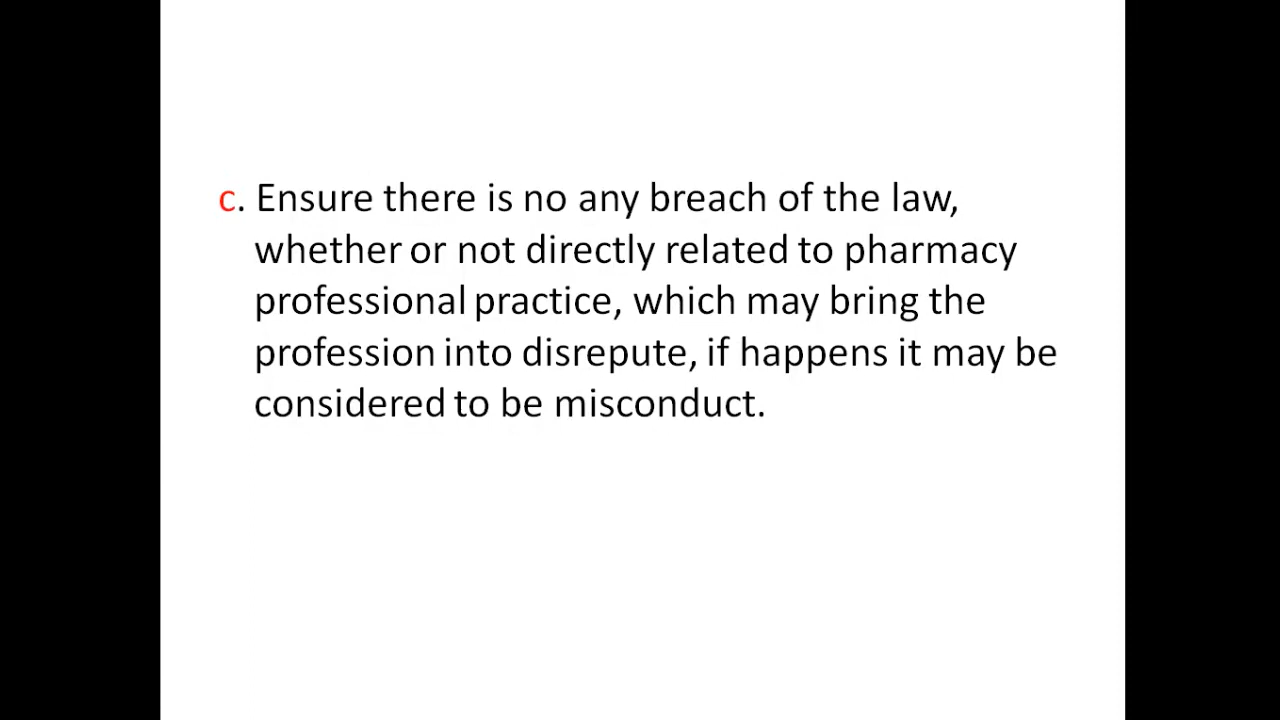 c. Ensure there is no any breach of the law,
whether or not directly related to pharmacy
professional practice, which may bring the
profession into disrepute, if happens it may be
considered to be misconduct.